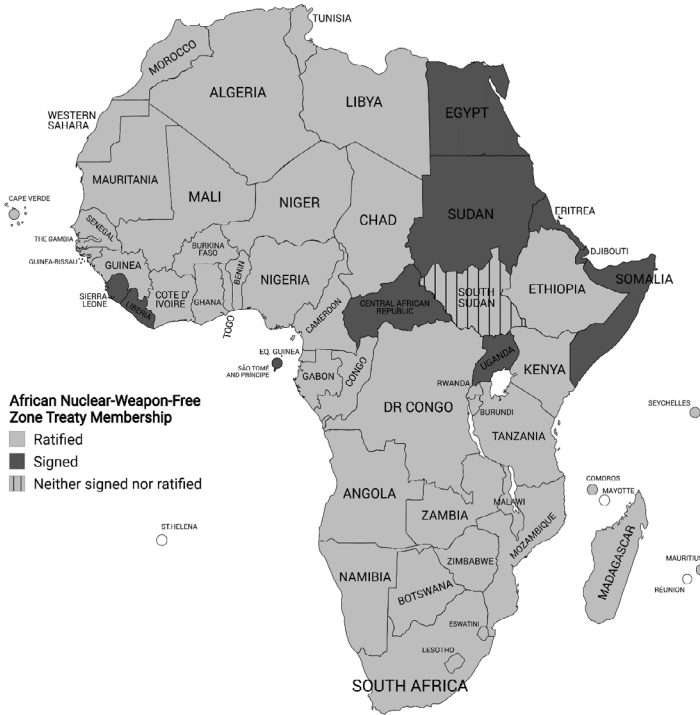 TUNISIA
MOROCCO
ALGERIA
LIBYA
EGYPT
WESTERN
SAHARA
MAURITANIA
MALI
NIGER
CHAD
SUDAN
ERITREA
CAPE VERDE
SENEGAL
THE GAMBIA
GUINEA-BISSAU
GUINEA
SIERRA
LEONE
LIBERIA
COTE D'
IVOIRE
BURKINA
FASO
GHANA
TOGO
BENIN
NIGERIA
CAMEROON
CENTRAL AFRICAN
REPUBLIC
SOUTH
SUDAN
ETHIOPIA
DJIBOUTI
SOMALIA
EQ. GUINEA
SÃO TOMÉ
AND PRÍNCIPE
GABON
CONGO
DR CONGO
UGANDA
RWANDA
BURUNDI
KENYA
TANZANIA
SEYCHELLES
African Nuclear-Weapon-Free
Zone Treaty Membership
Ratified
Signed
Neither signed nor ratified
ST.HELENA
ANGOLA
ZAMBIA
MALAWI
MOZAMBIQUE
COMOROS
MAYOTTE
MADAGASCAR
MAURITIUS
RÉUNION
NAMIBIA
BOTSWANA
ZIMBABWE
ESWATINI
LESOTHO
SOUTH AFRICA